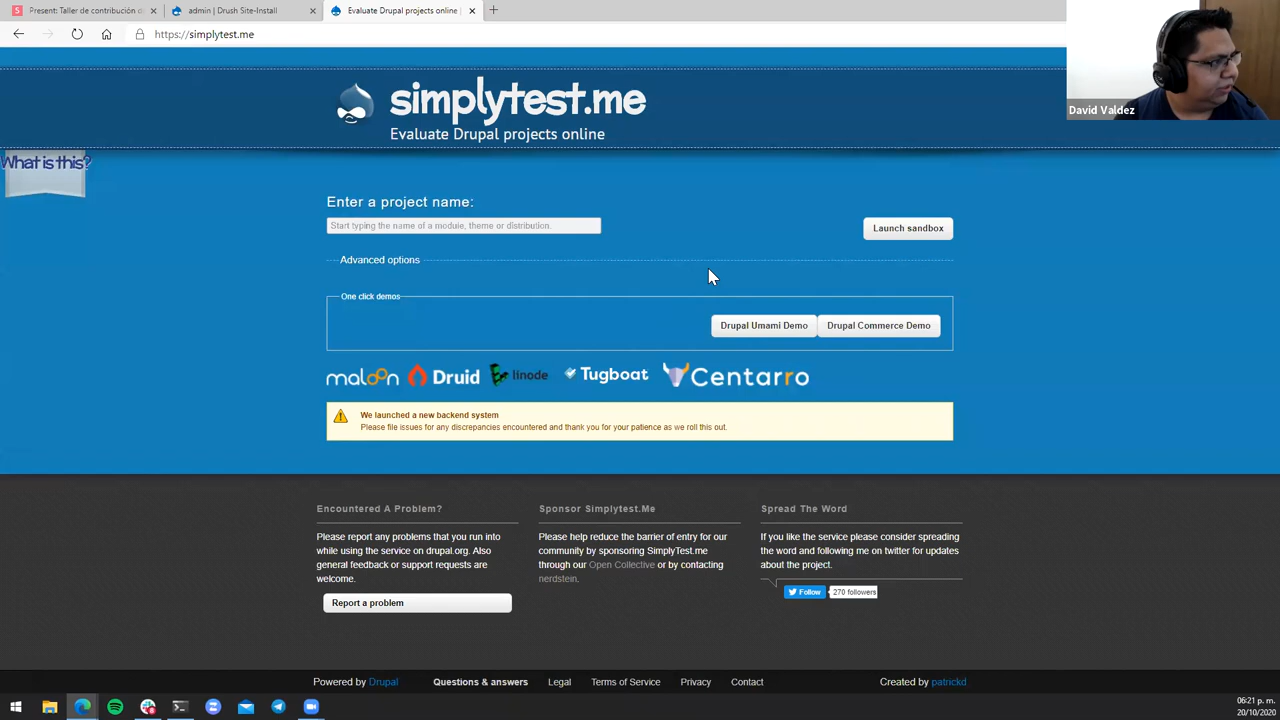 Present: Taller de contribución d
admin | Drush Site-Install
Evaluate Drupal projects online |
https://simplytest.me
David Valdez
simplytest.me
Evaluate Drupal projects online
What is this?
Enter a project name:
Start typing the name of a module, theme or distribution.
Launch sandbox
Advanced options
One click demos
Drupal Umami Demo
Drupal Commerce Demo
maloon
Druid
linode
Tugboat
Centarro
We launched a new backend system
Please file issues for any discrepancies encountered and thank you for your patience as we roll this out.
Encountered A Problem?
Please report any problems that you run into
while using the service on drupal.org. Also
general feedback or support requests are
welcome.
Report a problem
Sponsor Simplytest.Me
Please help reduce the barrier of entry for our
community by sponsoring SimplyTest.me
through our Open Collective or by contacting
nerdstein.
Spread The Word
If you like the service please consider spreading
the word and following me on twitter for updates
about the project.
Follow
270 followers
Powered by Drupal
Questions & answers
Legal
Terms of Service
Privacy
Contact
Created by patrickd
06:21 p. m.
20/10/2020